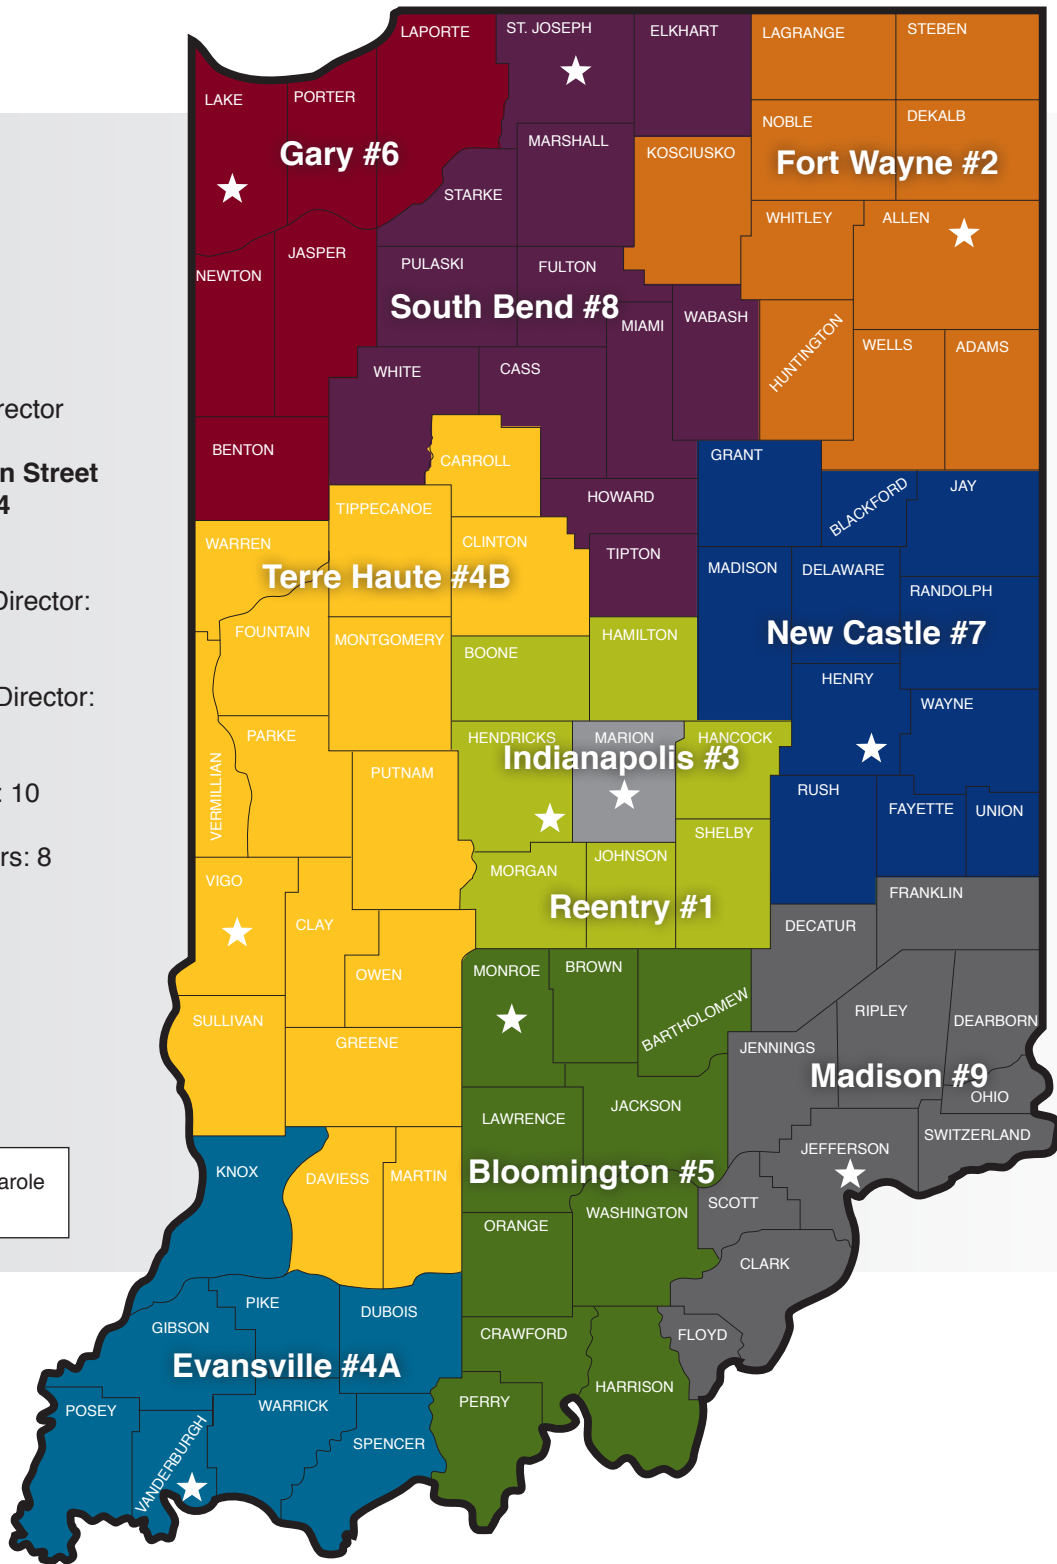 LAPORTE
ST. JOSEPH
ELKHART
LAGRANGE
STEBEN
LAKE
PORTER
NOBLE
DEKALB
MARSHALL
KOSCIUSKO
Gary #6
Fort Wayne #2
STARKE
WHITLEY
ALLEN
NEWTON
JASPER
PULASKI
FULTON
South Bend #8
MIAMI
WABASH
HUNTINGTON
WELLS
ADAMS
WHITE
CASS
rector
BENTON
CARROLL
GRANT
n Street
4
TIPPECANOE
HOWARD
BLACKFORD
JAY
WARREN
CLINTON
TIPTON
MADISON
DELAWARE
Terre Haute #4B
RANDOLPH
Director:
FOUNTAIN
MONTGOMERY
HAMILTON
New Castle #7
BOONE
HENRY
Director:
WAYNE
PARKE
HENDRICKS
MARION
HANCOCK
Indianapolis #3
VERMILLIAN
PUTNAM
: 10
RUSH
FAYETTE
UNION
rs: 8
SHELBY
JOHNSON
MORGAN
VIGO
Reentry #1
FRANKLIN
CLAY
DECATUR
OWEN
MONROE
BROWN
BARTHOLOMEW
SULLIVAN
RIPLEY
DEARBORN
GREENE
JENNINGS
Madison #9
OHIO
LAWRENCE
JACKSON
SWITZERLAND
JEFFERSON
arole
KNOX
DAVIESS
MARTIN
Bloomington #5
SCOTT
WASHINGTON
ORANGE
CLARK
PIKE
DUBOIS
GIBSON
CRAWFORD
FLOYD
Evansville #4A
HARRISON
POSEY
WARRICK
PERRY
VANDERBURGH
SPENCER